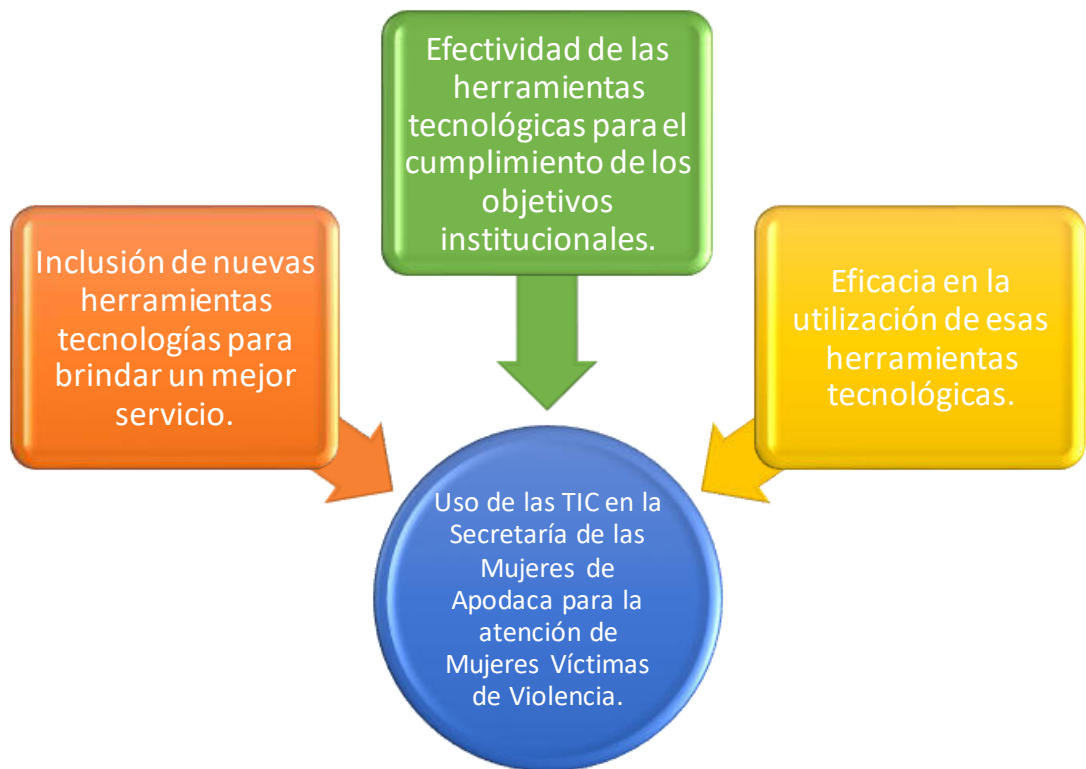 Efectividad de las
herramientas
tecnológicas para el
cumplimiento de los
objetivos
institucionales.
Inclusión de nuevas
herramientas
tecnologías para
brindar un mejor
servicio.
Eficacia en la
utilización de esas
herramientas
tecnológicas.
Uso de las TIC en la
Secretaría de las
Mujeres de
Apodaca para la
atención de
Mujeres Víctimas
de Violencia.